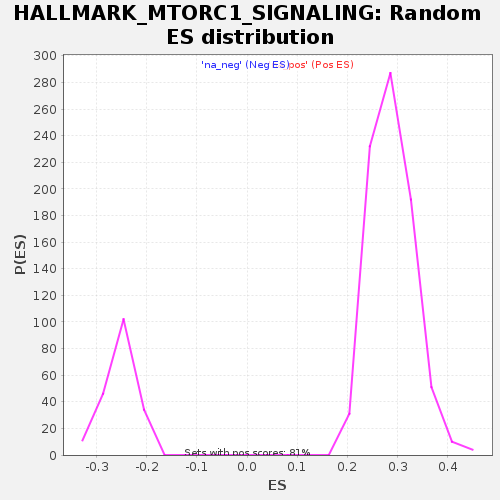 HALLMARK_MTORC1_SIGNALING: Random
ES distribution
'na_neg' (Neg ES)
pos' (Pos ES)
300
280
260
240
220
200
180
160
140
120
100
80
60
40
20
0
P(ES)
Sets with pos scores: 81%
-0.3 -0.2 -0.1 0.0 0.1 0.2 0.3 0.4
ES